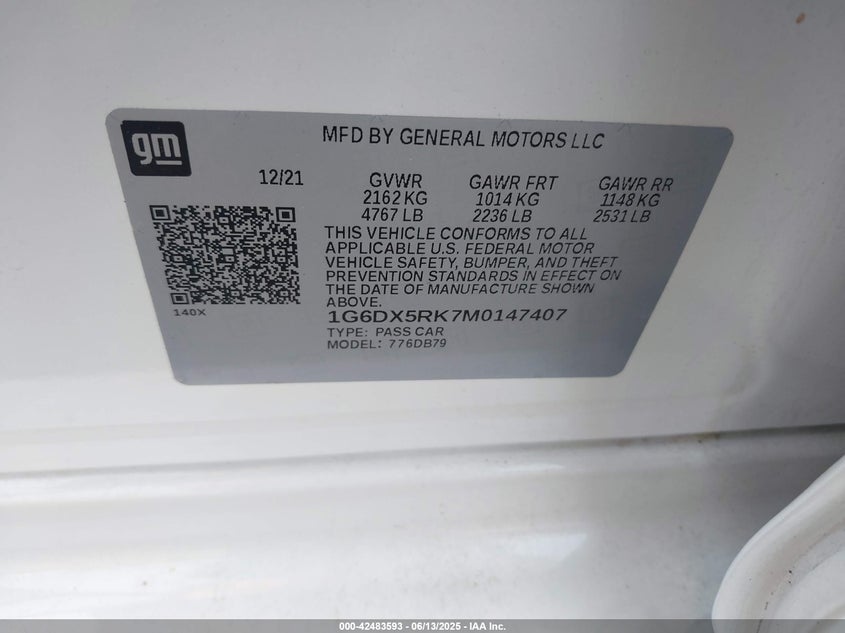 gm
MFD BY GENERAL MOTORS LLC
12/21 GVWR GAWR FRT GAWR RR
2162 KG 1014 KG 1148 KG
4767 LB 2236 LB 2531 LB
THIS VEHICLE CONFORMS TO ALL
APPLICABLE U.S. FEDERAL MOTOR
VEHICLE SAFETY, BUMPER, AND THEFT
PREVENTION STANDARDS IN EFFECT ON
THE DATE OF MANUFACTURE SHOWN
ABOVE.
140X
1G6DX5RK7M0147407
TYPE: PASS CAR
MODEL: 776DB79
000-42483593 - 06/13/2025 - IAA Inc.